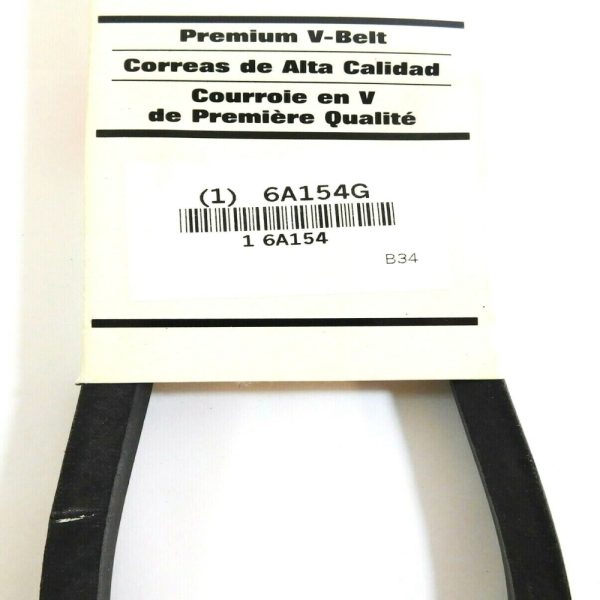 Premium V-Belt
Correas de Alta Calidad
Courroie en V
de Première Qualité
(1) 6A154G
1 6A154
B34